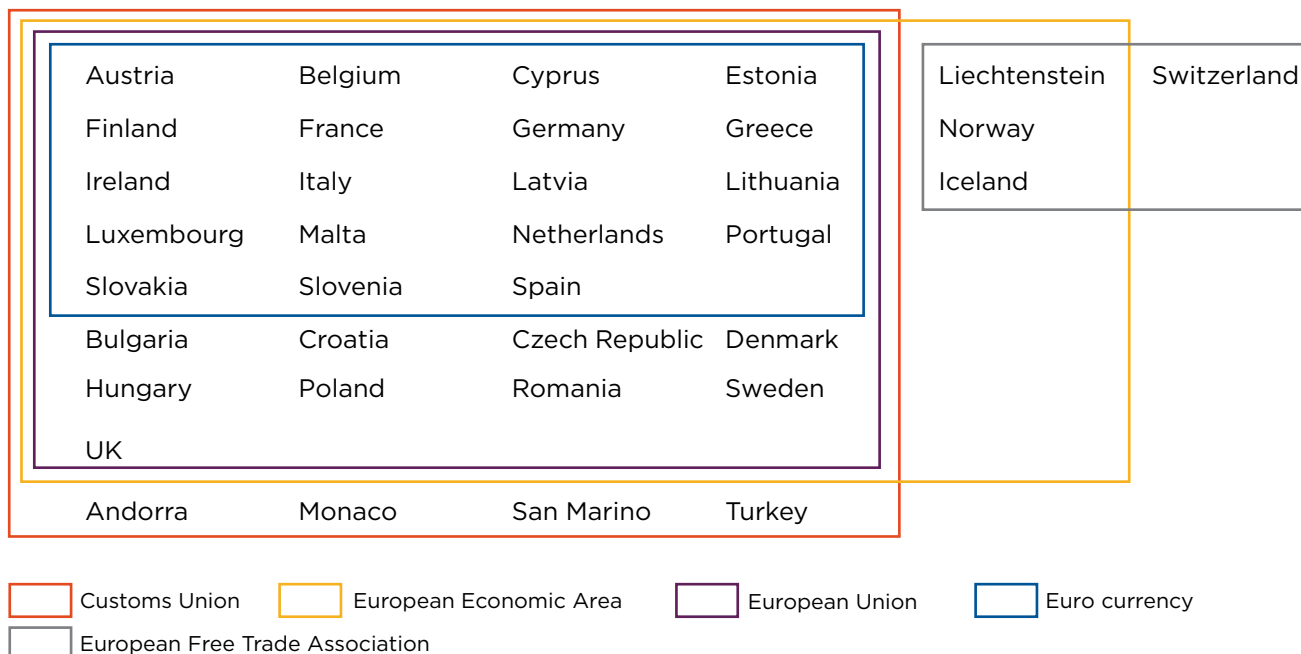 Austria Belgium Cyprus Estonia Liechtenstein Switzerland
Finland France Germany Greece Norway
Ireland Italy Latvia Lithuania Iceland
Luxembourg Malta Netherlands Portugal
Slovakia Slovenia Spain
Bulgaria Croatia Czech Republic Denmark
Hungary Poland Romania Sweden
UK
Andorra Monaco San Marino Turkey
Customs Union European Economic Area European Union Euro currency
European Free Trade Association